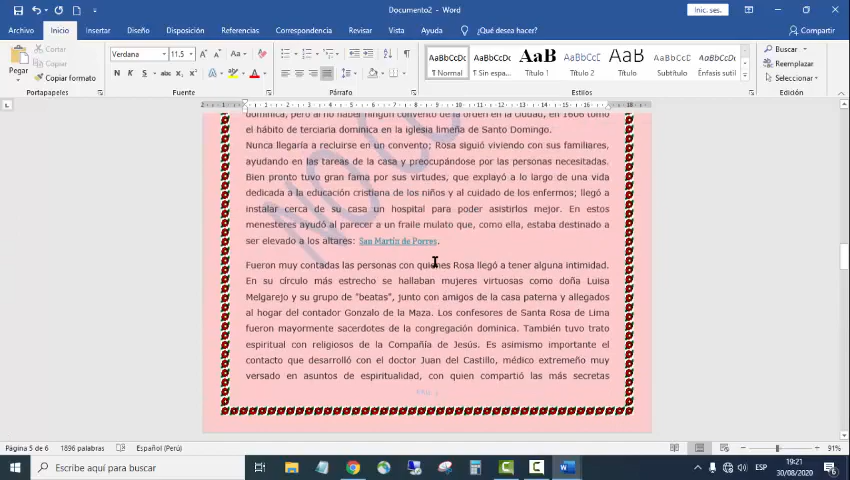 Documento2 - Word
Inic. ses.
Archivo Inicio Insertar Diseño Disposición Referencias Correspondencia Revisar Vista Ayuda ¿Qué desea hacer? Compartir
Pegar
Cortar
Copiar
Copiar formato
Portapapeles
Verdana 11.5
N K S abc
Fuente
Párrafo
AaBbCcDc
¶ Normal
AaBbCcDc
¶ Sin espa...
AaBb
Título 1
AaBbCcD
Título 2
AaB
Título
AaBbCcD
Subtítulo
AaBbCcDc
Énfasis sutil
Estilos
Buscar
Reemplazar
Seleccionar
Edición
NO CO
dominica, pero al no haber ningún convento de la orden en la ciudad, en 1606 tomó
el hábito de terciaria dominica en la iglesia limeña de Santo Domingo.
Nunca llegaría a recluirse en un convento; Rosa siguió viviendo con sus familiares,
ayudando en las tareas de la casa y preocupándose por las personas necesitadas.
Bien pronto tuvo gran fama por sus virtudes, que explayó a lo largo de una vida
dedicada a la educación cristiana de los niños y al cuidado de los enfermos; llegó a
instalar cerca de su casa un hospital para poder asistirlos mejor. En estos
menesteres ayudó al parecer a un fraile mulato que, como ella, estaba destinado a
ser elevado a los altares: San Martín de Porres.
Fueron muy contadas las personas con quienes Rosa llegó a tener alguna intimidad.
En su círculo más estrecho se hallaban mujeres virtuosas como doña Luisa
Melgarejo y su grupo de "beatas", junto con amigos de la casa paterna y allegados
al hogar del contador Gonzalo de la Maza. Los confesores de Santa Rosa de Lima
fueron mayormente sacerdotes de la congregación dominica. También tuvo trato
espiritual con religiosos de la Compañía de Jesús. Es asimismo importante el
contacto que desarrolló con el doctor Juan del Castillo, médico extremeño muy
versado en asuntos de espiritualidad, con quien compartió las más secretas
Página 5 de 6 1896 palabras Español (Perú) 91%
Escribe aquí para buscar
ESP
19:21
30/08/2020